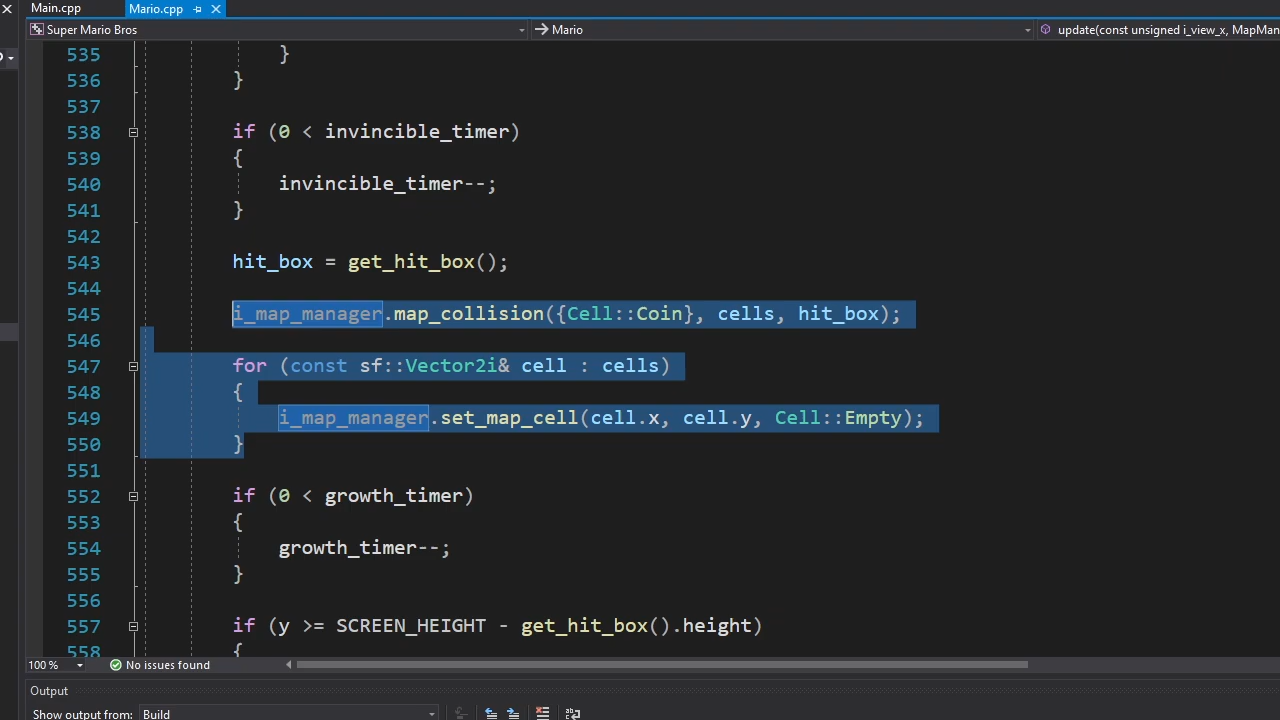 Main.cpp Mario.cpp
Super Mario Bros Mario update(const unsigned i_view_x, MapMan
535 }
536 }
537
538 if (0 < invincible_timer)
539 {
540 invincible_timer--;
541 }
542
543 hit_box = get_hit_box();
544
545 i_map_manager.map_collision({Cell::Coin}, cells, hit_box);
546
547 for (const sf::Vector2i& cell : cells)
548 {
549 i_map_manager.set_map_cell(cell.x, cell.y, Cell::Empty);
550 }
551
552 if (0 < growth_timer)
553 {
554 growth_timer--;
555 }
556
557 if (y >= SCREEN_HEIGHT - get_hit_box().height)
558 {
100 % No issues found
Output
Show output from: Build